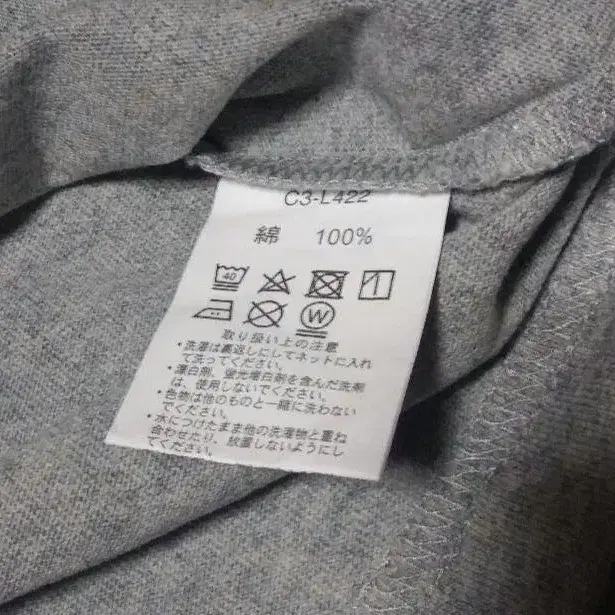 C3-L422
綿 100%
40
W
取り扱い上の注意
・洗濯は裏返しにしてネットに入れ
て洗ってください。
・漂白剤、蛍光増白剤を含んだ洗剤
は、使用しないでください。
・色物は他のものと一緒に洗わない
でください。
・水につけたまま他の洗濯物と重ね
合わせたり、放置しないようにし
てください。